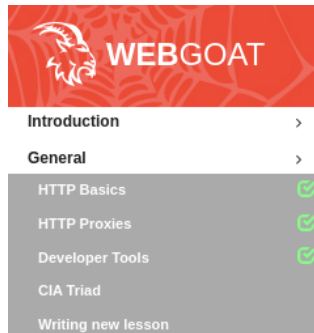 WEBGOAT
Introduction
General
HTTP Basics
HTTP Proxies
Developer Tools
CIA Triad
Writing new lesson